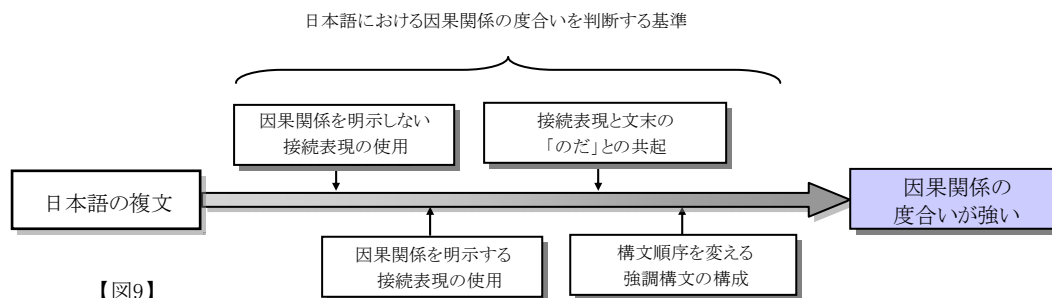 日本語における因果関係の度合いを判断する基準
因果関係を明示しない
接続表現の使用
接続表現と文末の
「のだ」との共起
日本語の複文
因果関係の
度合いが強い
因果関係を明示する
接続表現の使用
構文順序を変える
強調構文の構成
【図9】